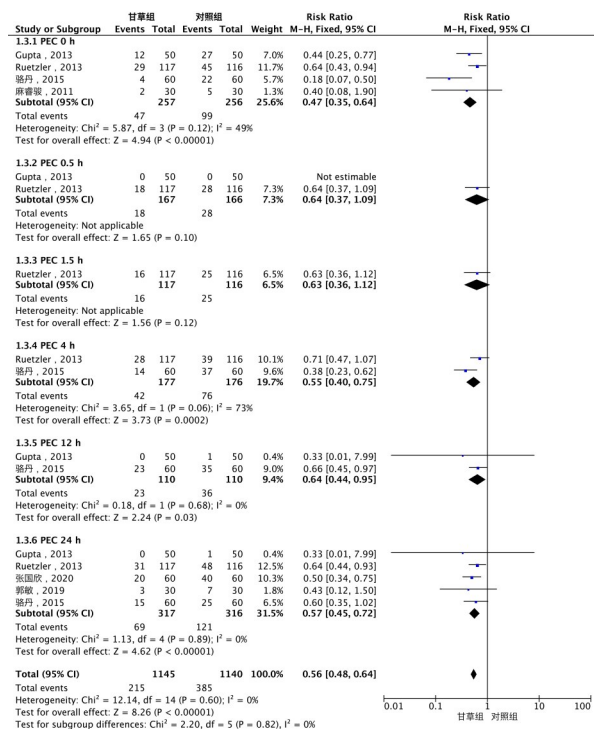 甘草组 对照组 Risk Ratio Risk Ratio
Study or Subgroup Events Total Events Total Weight M-H, Fixed, 95% CI M-H, Fixed, 95% CI
1.3.1 PEC 0 h
Gupta , 2013 12 50 27 50 7.0% 0.44 [0.25, 0.77]
Ruetzler , 2013 29 117 45 116 11.7% 0.64 [0.43, 0.94]
骆丹 , 2015 4 60 22 60 5.7% 0.18 [0.07, 0.50]
麻睿骏 , 2011 2 30 5 30 1.3% 0.40 [0.08, 1.90]
Subtotal (95% CI) 257 256 25.6% 0.47 [0.35, 0.64]
Total events 47 99
Heterogeneity: Chi² = 5.87, df = 3 (P = 0.12); I² = 49%
Test for overall effect: Z = 4.94 (P < 0.00001)
1.3.2 PEC 0.5 h
Gupta , 2013 0 50 0 50 Not estimable
Ruetzler , 2013 18 117 28 116 7.3% 0.64 [0.37, 1.09]
Subtotal (95% CI) 167 166 7.3% 0.64 [0.37, 1.09]
Total events 18 28
Heterogeneity: Not applicable
Test for overall effect: Z = 1.65 (P = 0.10)
1.3.3 PEC 1.5 h
Ruetzler , 2013 16 117 25 116 6.5% 0.63 [0.36, 1.12]
Subtotal (95% CI) 117 116 6.5% 0.63 [0.36, 1.12]
Total events 16 25
Heterogeneity: Not applicable
Test for overall effect: Z = 1.56 (P = 0.12)
1.3.4 PEC 4 h
Ruetzler , 2013 28 117 39 116 10.1% 0.71 [0.47, 1.07]
骆丹 , 2015 14 60 37 60 9.6% 0.38 [0.23, 0.62]
Subtotal (95% CI) 177 176 19.7% 0.55 [0.40, 0.75]
Total events 42 76
Heterogeneity: Chi² = 3.65, df = 1 (P = 0.06); I² = 73%
Test for overall effect: Z = 3.73 (P = 0.0002)
1.3.5 PEC 12 h
Gupta , 2013 0 50 1 50 0.4% 0.33 [0.01, 7.99]
骆丹 , 2015 23 60 35 60 9.0% 0.66 [0.45, 0.97]
Subtotal (95% CI) 110 110 9.4% 0.64 [0.44, 0.95]
Total events 23 36
Heterogeneity: Chi² = 0.18, df = 1 (P = 0.68); I² = 0%
Test for overall effect: Z = 2.24 (P = 0.03)
1.3.6 PEC 24 h
Gupta , 2013 0 50 1 50 0.4% 0.33 [0.01, 7.99]
Ruetzler , 2013 31 117 48 116 12.5% 0.64 [0.44, 0.93]
张国欣 , 2020 20 60 40 60 10.3% 0.50 [0.34, 0.75]
郭敏 , 2019 3 30 7 30 1.8% 0.43 [0.12, 1.50]
骆丹 , 2015 15 60 25 60 6.5% 0.60 [0.35, 1.02]
Subtotal (95% CI) 317 316 31.5% 0.57 [0.45, 0.72]
Total events 69 121
Heterogeneity: Chi² = 1.13, df = 4 (P = 0.89); I² = 0%
Test for overall effect: Z = 4.62 (P < 0.00001)
Total (95% CI) 1145 1140 100.0% 0.56 [0.48, 0.64]
Total events 215 385
Heterogeneity: Chi² = 12.14, df = 14 (P = 0.60); I² = 0%
Test for overall effect: Z = 8.26 (P < 0.00001)
Test for subgroup differences: Chi² = 2.20, df = 5 (P = 0.82), I² = 0%
0.01 0.1 1 10 100
甘草组 对照组